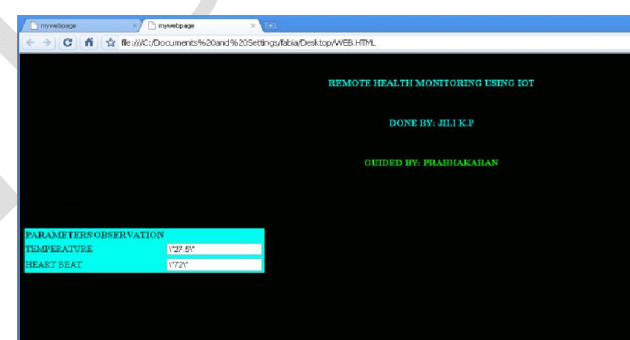 mywebpage
mywebpage
file:///C:/Documents%20and%20Settings/fabia/Desktop/WEB.HTML
REMOTE HEALTH MONITORING USING IOT
DONE BY: JILI K.P
GUIDED BY: PRABHAKARAN
PARAMETERS OBSERVATION
TEMPERATURE \"27.5\"
HEART BEAT \"72\"